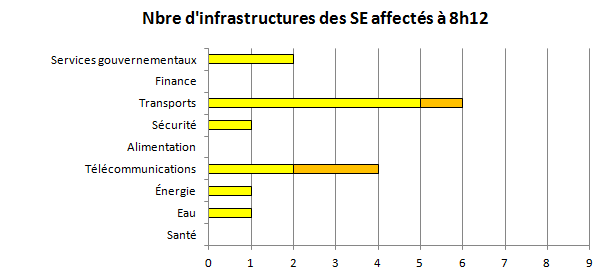 Nbre d'infrastructures des SE affectés à 8h12
Services gouvernementaux
Finance
Transports
Sécurité
Alimentation
Télécommunications
Énergie
Eau
Santé
0 1 2 3 4 5 6 7 8 9